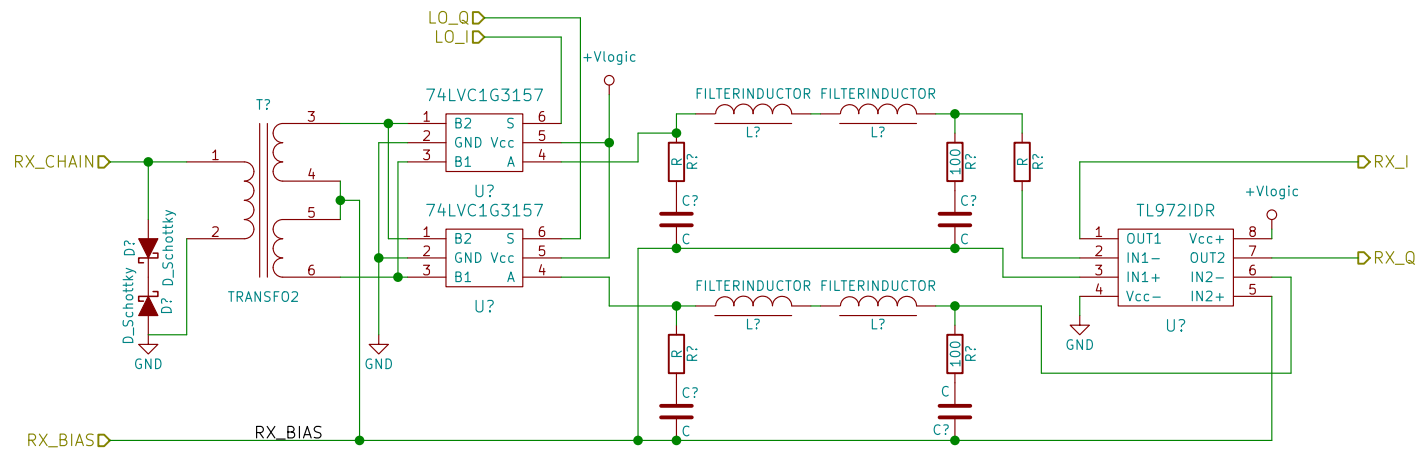 LO_Q
LO_I
+Vlogic
74LVC1G3157
1 B2 S 6
2 GND Vcc 5
3 B1 A 4
U?
74LVC1G3157
1 B2 S 6
2 GND Vcc 5
3 B1 A 4
U?
T?
RX_CHAIN
1
2
3
4
5
6
TRANSFO2
D?
D_Schottky
D_Schottky
D?
GND
GND
RX_BIAS
RX_BIAS
FILTERINDUCTOR FILTERINDUCTOR
L? L?
R R?
C?
C
100 R?
C?
C
R R?
FILTERINDUCTOR FILTERINDUCTOR
L? L?
R R?
C?
C
100 R?
C
C?
RX_I
+Vlogic
TL972IDR
1 OUT1 Vcc+ 8
2 IN1- OUT2 7
3 IN1+ IN2- 6
4 Vcc- IN2+ 5
U?
GND
RX_Q